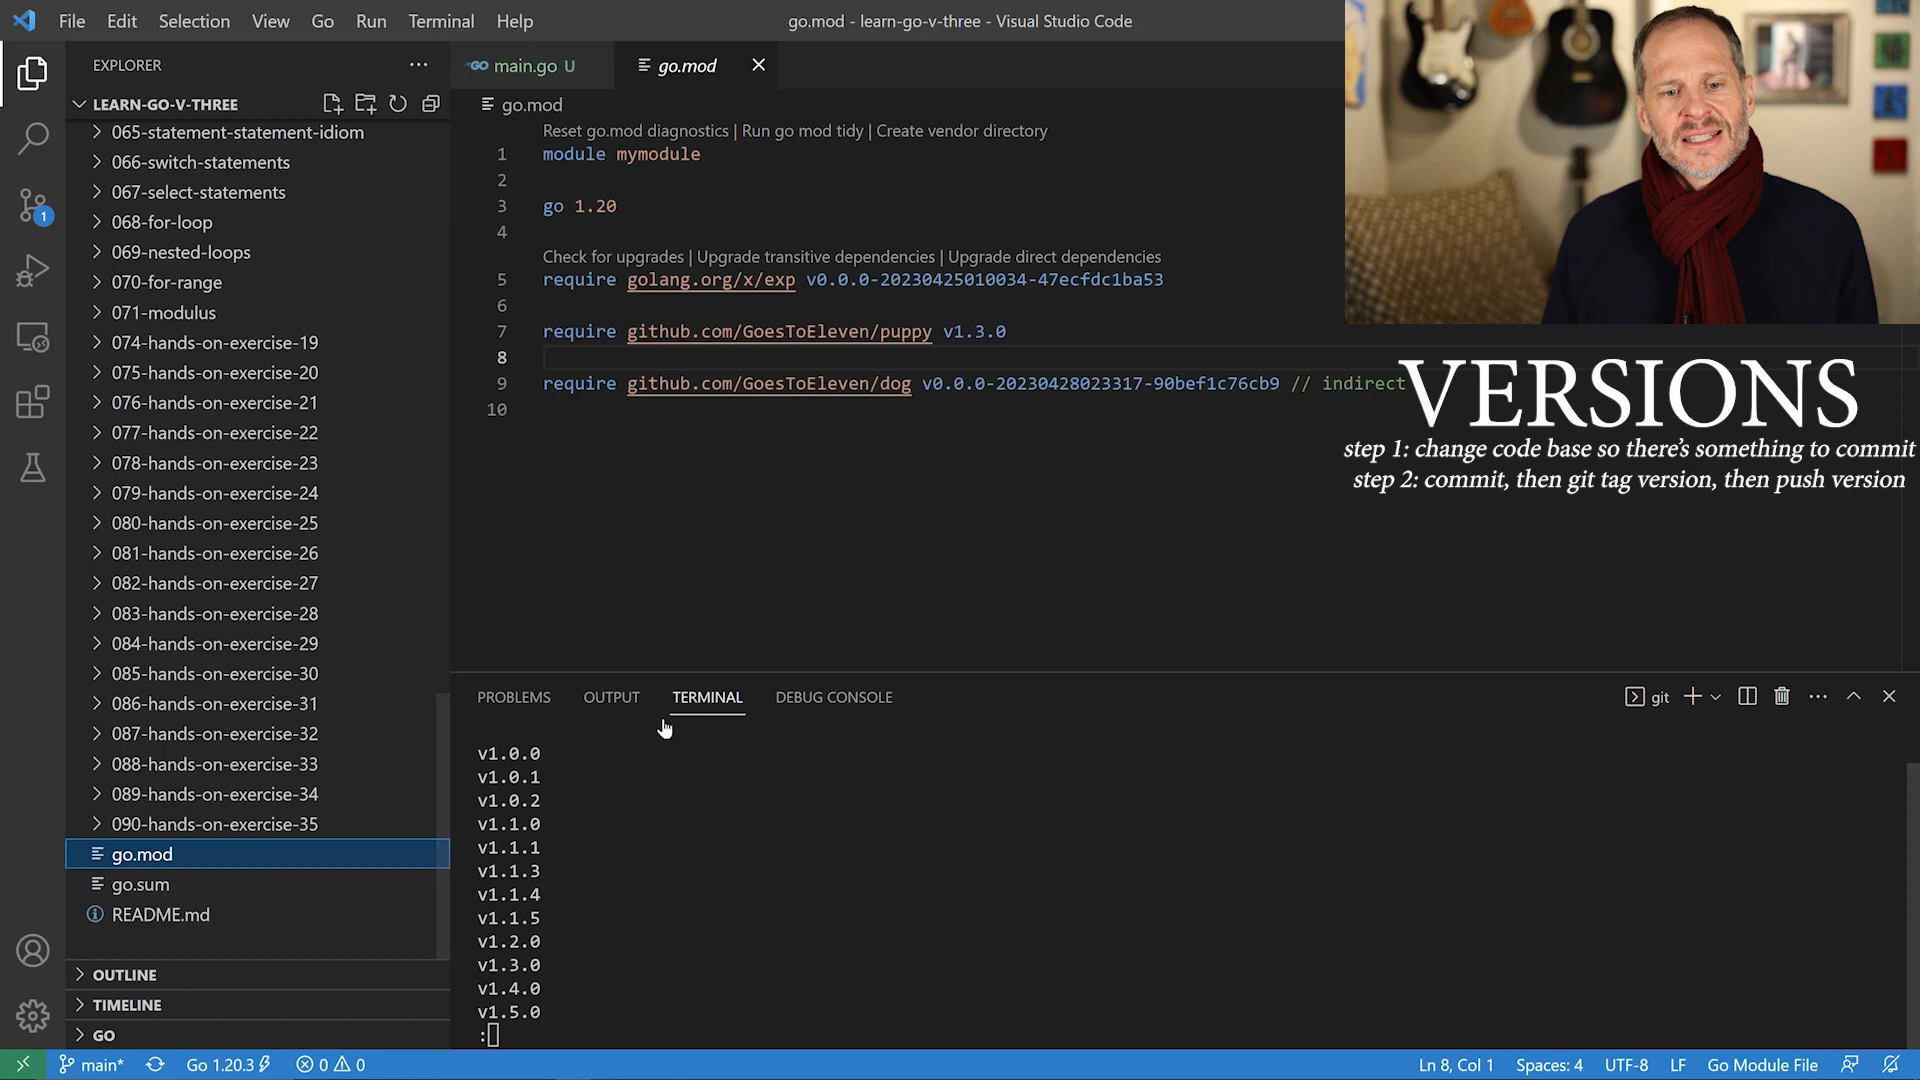 File Edit Selection View Go Run Terminal Help
go.mod - learn-go-v-three - Visual Studio Code
EXPLORER
LEARN-GO-V-THREE
065-statement-statement-idiom
066-switch-statements
067-select-statements
068-for-loop
069-nested-loops
070-for-range
071-modulus
074-hands-on-exercise-19
075-hands-on-exercise-20
076-hands-on-exercise-21
077-hands-on-exercise-22
078-hands-on-exercise-23
079-hands-on-exercise-24
080-hands-on-exercise-25
081-hands-on-exercise-26
082-hands-on-exercise-27
083-hands-on-exercise-28
084-hands-on-exercise-29
085-hands-on-exercise-30
086-hands-on-exercise-31
087-hands-on-exercise-32
088-hands-on-exercise-33
089-hands-on-exercise-34
090-hands-on-exercise-35
go.mod
go.sum
README.md
OUTLINE
TIMELINE
GO
1
GO main.go U
go.mod
go.mod
Reset go.mod diagnostics | Run go mod tidy | Create vendor directory
1 module mymodule
2
3 go 1.20
4
Check for upgrades | Upgrade transitive dependencies | Upgrade direct dependencies
5 require golang.org/x/exp v0.0.0-20230425010034-47ecfdc1ba53
6
7 require github.com/GoesToEleven/puppy v1.3.0
8
9 require github.com/GoesToEleven/dog v0.0.0-20230428023317-90bef1c76cb9 // indirect
10
VERSIONS
step 1: change code base so there's something to commit
step 2: commit, then git tag version, then push version
PROBLEMS OUTPUT TERMINAL DEBUG CONSOLE
git
v1.0.0
v1.0.1
v1.0.2
v1.1.0
v1.1.1
v1.1.3
v1.1.4
v1.1.5
v1.2.0
v1.3.0
v1.4.0
v1.5.0
:
main* Go 1.20.3 0 0
Ln 8, Col 1 Spaces: 4 UTF-8 LF Go Module File